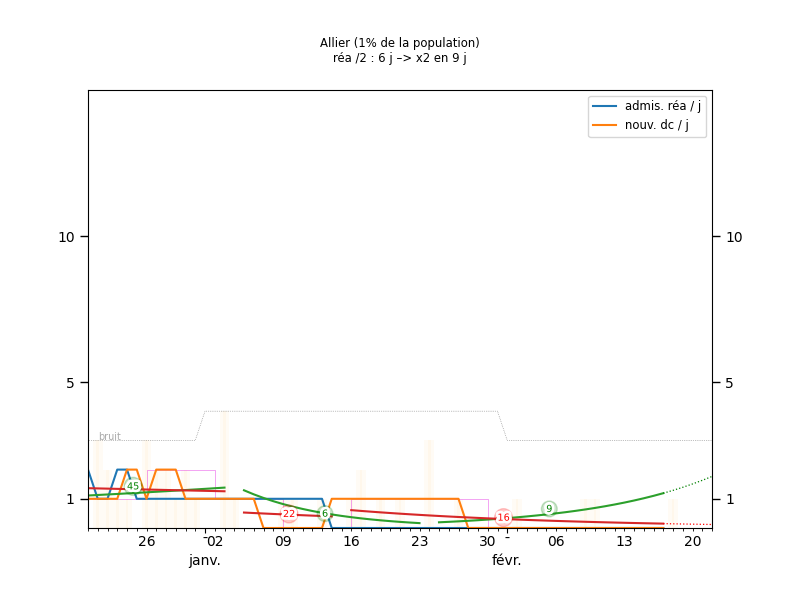 Allier (1% de la population)
réa /2 : 6 j –> x2 en 9 j
admis. réa / j
nouv. dc / j
10 10
5 5
bruit
45
9
22 6 16
1 1
26 02 09 16 23 30 06 13 20
janv. févr.